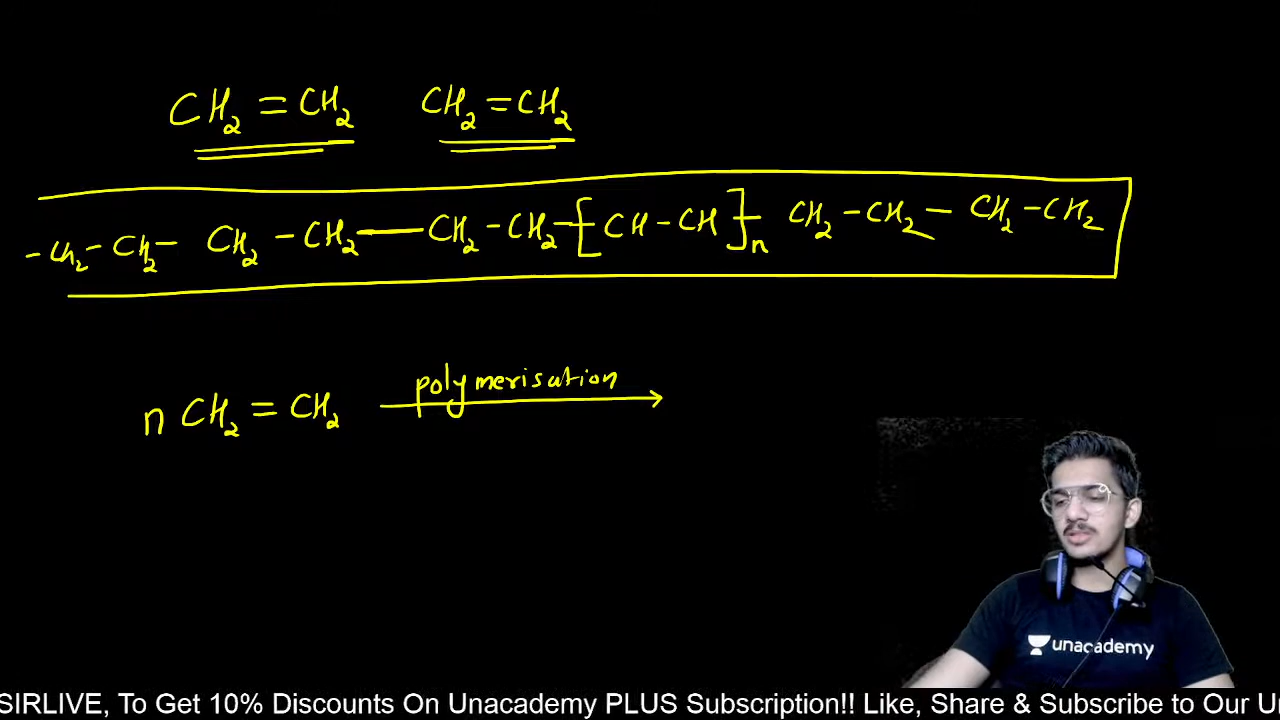 CH₂ = CH₂ CH₂ = CH₂
- CH₂ - CH₂ - CH₂ - CH₂ — CH₂ - CH₂ -[ CH - CH ]-ₙ CH₂ - CH₂ - CH₂ - CH₂
n CH₂ = CH₂ polymerisation →
unacademy
SIRLIVE, To Get 10% Discounts On Unacademy PLUS Subscription!! Like, Share & Subscribe to Our U